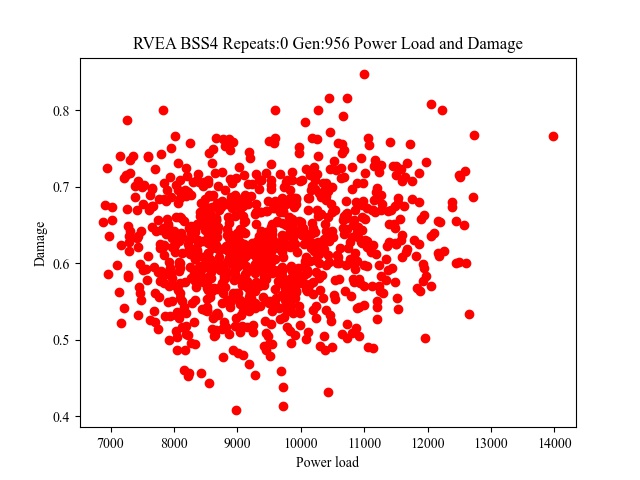 RVEA BSS4 Repeats:0 Gen:956 Power Load and Damage
0.8
0.7
0.6
0.5
0.4
Damage
7000 8000 9000 10000 11000 12000 13000 14000
Power load